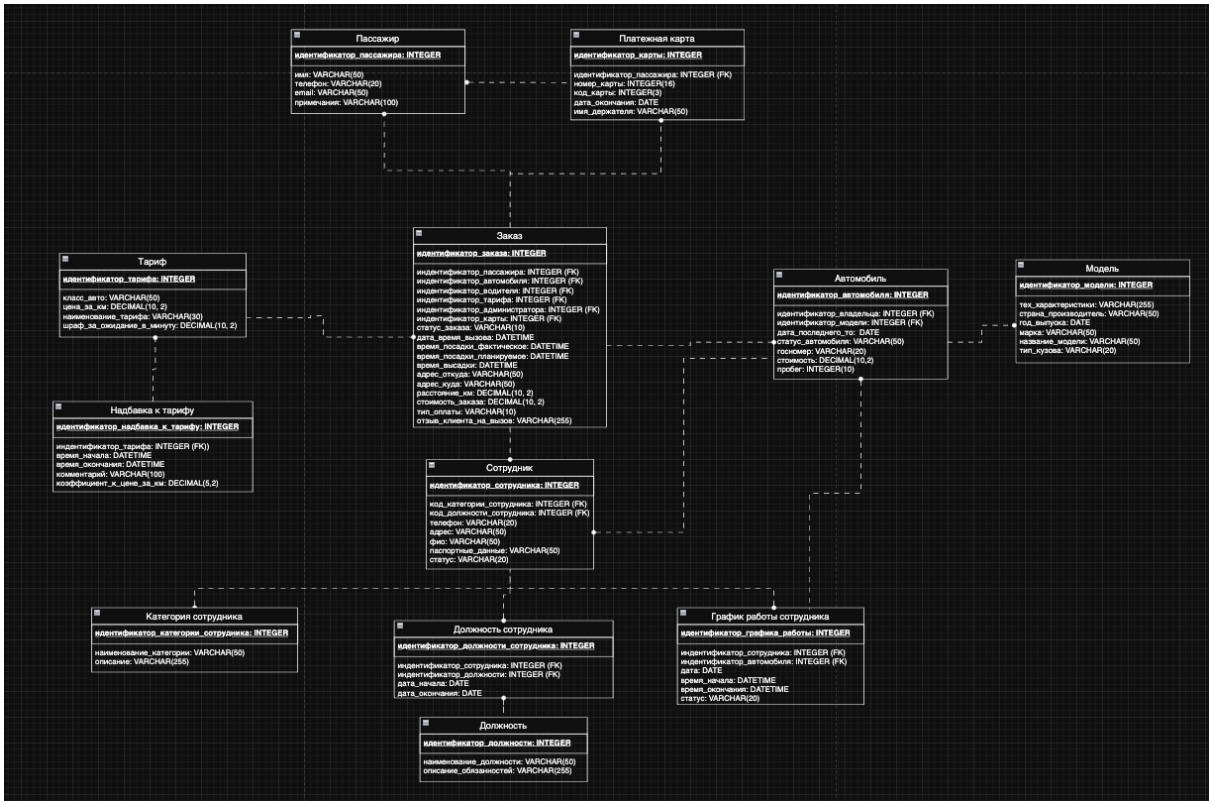 Пассажир
идентификатор_пассажира: INTEGER
имя: VARCHAR(50)
телефон: VARCHAR(20)
email: VARCHAR(50)
примечания: VARCHAR(100)
Платежная карта
идентификатор_карты: INTEGER
идентификатор_пассажира: INTEGER (FK)
номер_карты: INTEGER(16)
код_карты: INTEGER(3)
дата_окончания: DATE
имя_держателя: VARCHAR(50)
Заказ
идентификатор_заказа: INTEGER
индентификатор_пассажира: INTEGER (FK)
индентификатор_автомобиля: INTEGER (FK)
индентификатор_водителя: INTEGER (FK)
индентификатор_тарифа: INTEGER (FK)
индентификатор_администратора: INTEGER (FK)
индентификатор_карты: INTEGER (FK)
статус_заказа: VARCHAR(10)
дата_время_вызова: DATETIME
время_посадки_фактическое: DATETIME
время_посадки_планируемое: DATETIME
время_высадки: DATETIME
адрес_откуда: VARCHAR(50)
адрес_куда: VARCHAR(50)
расстояние_км: DECIMAL(10, 2)
стоимость_заказа: DECIMAL(10, 2)
тип_оплаты: VARCHAR(10)
отзыв_клиента_на_вызов: VARCHAR(255)
Тариф
идентификатор_тарифа: INTEGER
класс_авто: VARCHAR(50)
цена_за_км: DECIMAL(10, 2)
наименование_тарифа: VARCHAR(30)
шраф_за_ожидание_в_минуту: DECIMAL(10, 2)
Автомобиль
идентификатор_автомобиля: INTEGER
идентификатор_владельца: INTEGER (FK)
идентификатор_модели: INTEGER (FK)
дата_последнего_то: DATE
статус_автомобиля: VARCHAR(50)
госномер: VARCHAR(20)
стоимость: DECIMAL(10,2)
пробег: INTEGER(10)
Модель
идентификатор_модели: INTEGER
тех_характеристики: VARCHAR(255)
страна_производитель: VARCHAR(50)
год_выпуска: DATE
марка: VARCHAR(50)
название_модели: VARCHAR(50)
тип_кузова: VARCHAR(20)
Надбавка к тарифу
идентификатор_надбавка_к_тарифу: INTEGER
индентификатор_тарифа: INTEGER (FK))
время_начала: DATETIME
время_окончания: DATETIME
комментарий: VARCHAR(100)
коэффициент_к_цене_за_км: DECIMAL(5,2)
Сотрудник
идентификатор_сотрудника: INTEGER
код_категории_сотрудника: INTEGER (FK)
код_должности_сотрудника: INTEGER (FK)
телефон: VARCHAR(20)
адрес: VARCHAR(50)
фио: VARCHAR(50)
паспортные_данные: VARCHAR(50)
статус: VARCHAR(20)
Категория сотрудника
идентификатор_категории_сотрудника: INTEGER
наименование_категории: VARCHAR(50)
описание: VARCHAR(255)
Должность сотрудника
идентификатор_должности_сотрудника: INTEGER
индентификатор_сотрудника: INTEGER (FK)
индентификатор_должности: INTEGER (FK)
дата_начала: DATE
дата_окончания: DATE
График работы сотрудника
идентификатор_графика_работы: INTEGER
индентификатор_сотрудника: INTEGER (FK)
индентификатор_автомобиля: INTEGER (FK)
дата: DATE
время_начала: DATETIME
время_окончания: DATETIME
статус: VARCHAR(20)
Должность
идентификатор_должности: INTEGER
наименование_должности: VARCHAR(50)
описание_обязанностей: VARCHAR(255)